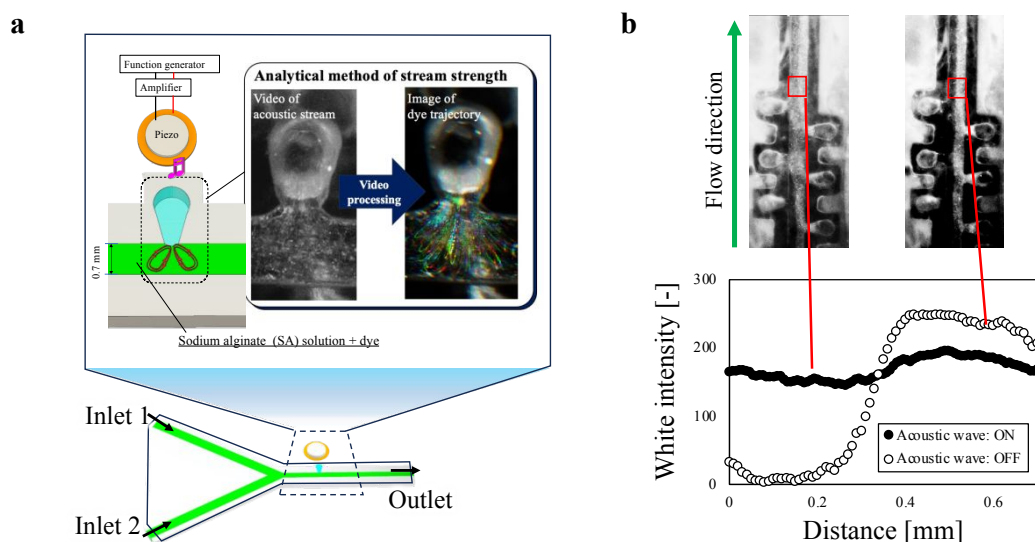 a
Function generator
Amplifier
Piezo
0.7 mm
Analytical method of stream strength
Video of
acoustic stream
Image of
dye trajectory
Video
processing
Sodium alginate (SA) solution + dye
Inlet 1
Inlet 2
Outlet
b
Flow direction
White intensity [-]
300
200
100
0
Acoustic wave: ON
Acoustic wave: OFF
0
0.2
0.4
0.6
Distance [mm]